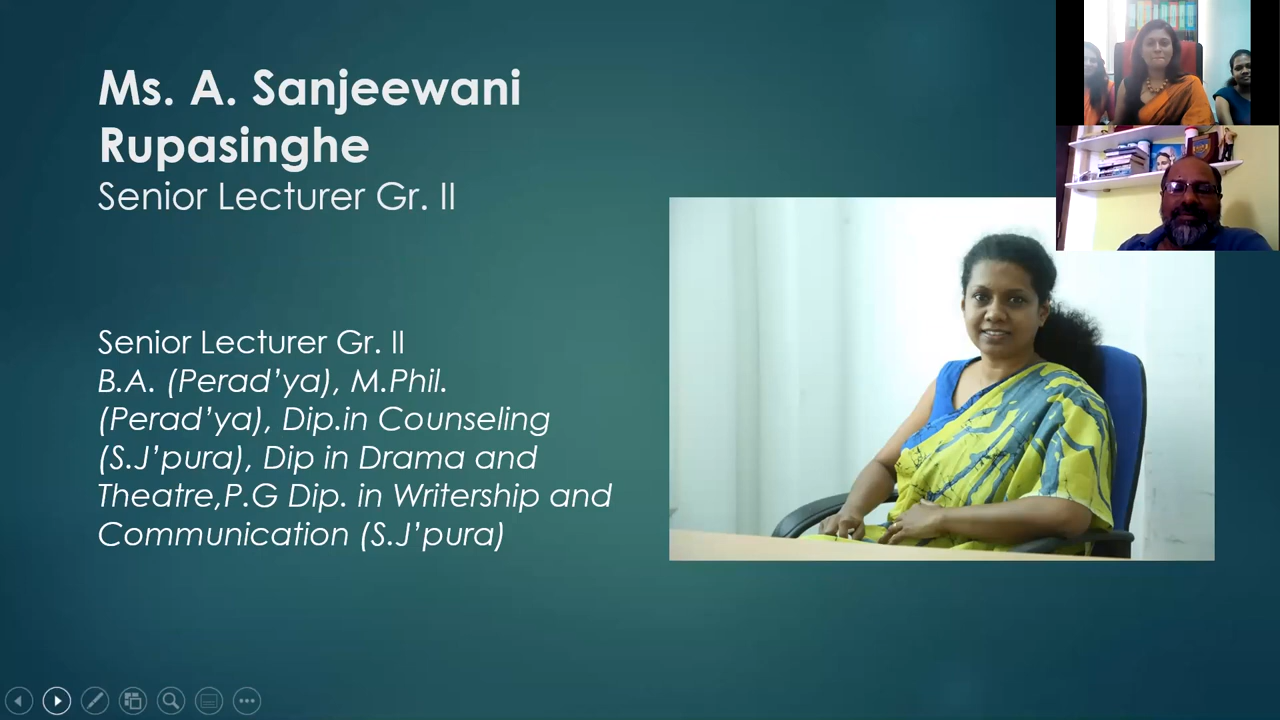 Ms. A. Sanjeewani
Rupasinghe
Senior Lecturer Gr. II
Senior Lecturer Gr. II
B.A. (Perad’ya), M.Phil.
(Perad’ya), Dip.in Counseling
(S.J’pura), Dip in Drama and
Theatre,P.G Dip. in Writership and
Communication (S.J’pura)